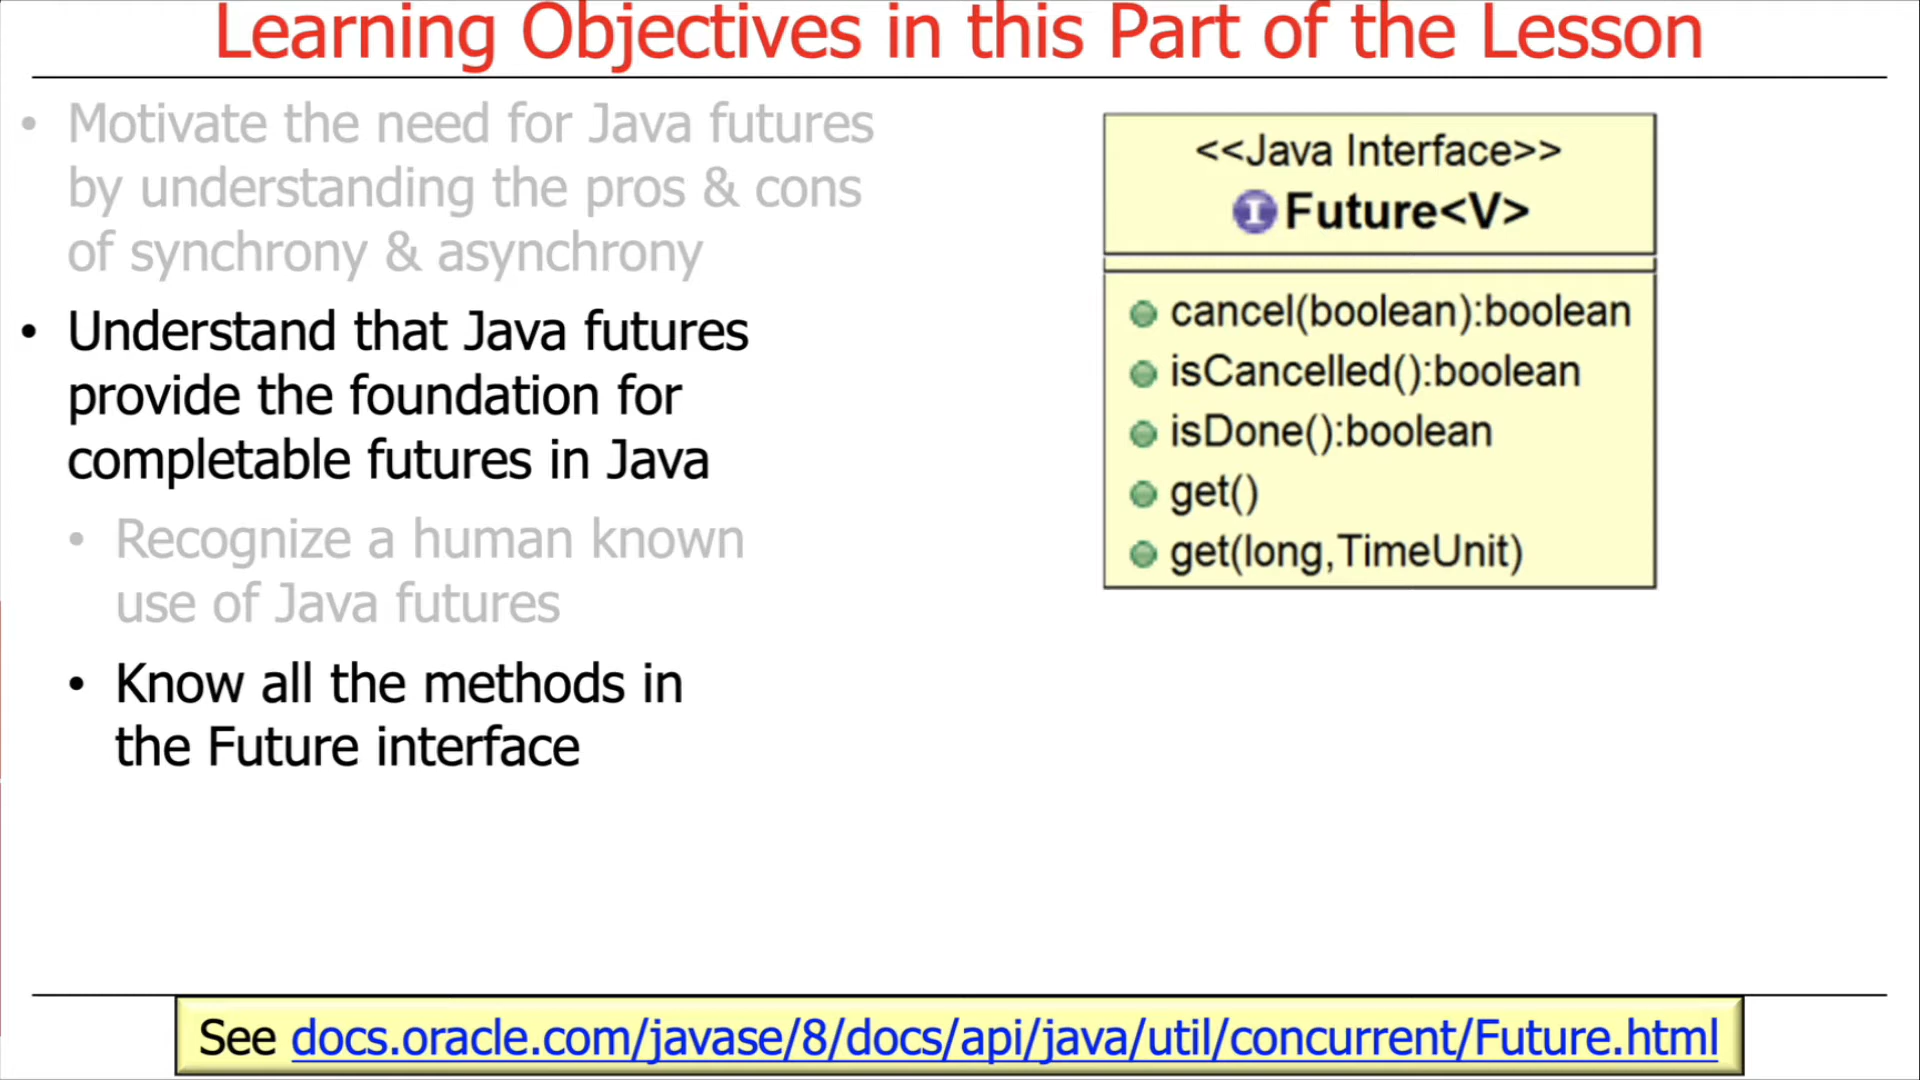 Learning Objectives in this Part of the Lesson
• Motivate the need for Java futures
by understanding the pros & cons
of synchrony & asynchrony
• Understand that Java futures
provide the foundation for
completable futures in Java
• Recognize a human known
use of Java futures
• Know all the methods in
the Future interface
<<Java Interface>>
I Future<V>
cancel(boolean):boolean
isCancelled():boolean
isDone():boolean
get()
get(long,TimeUnit)
See docs.oracle.com/javase/8/docs/api/java/util/concurrent/Future.html